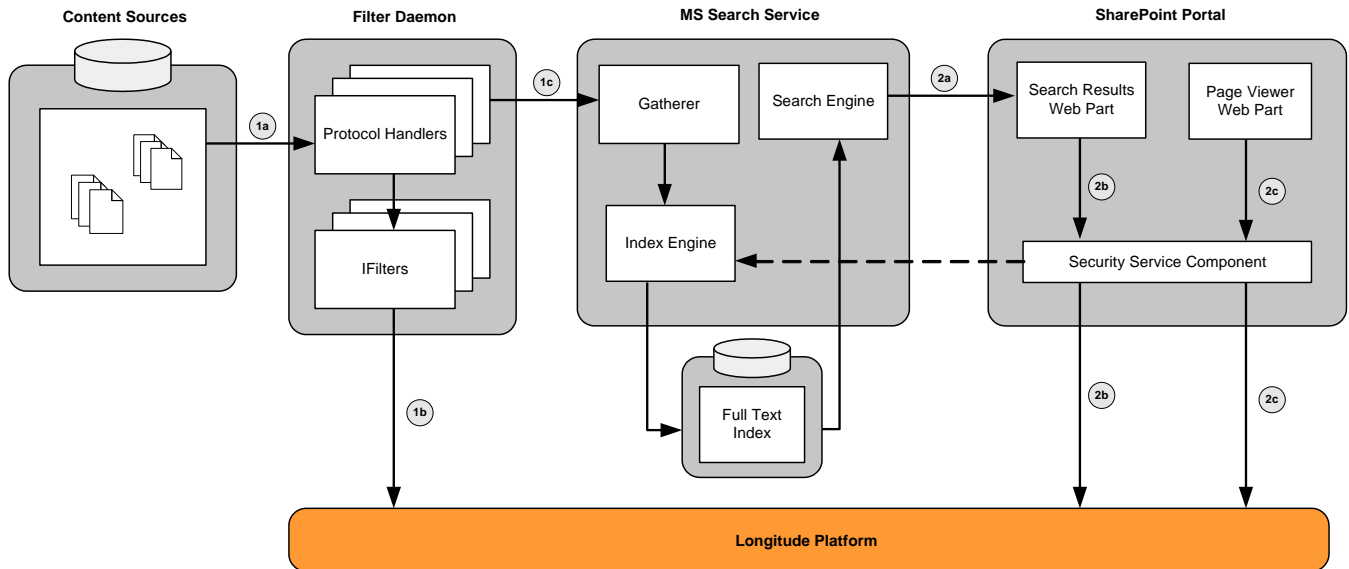 Content Sources
Filter Daemon
MS Search Service
SharePoint Portal
1a
Protocol Handlers
IFilters
1b
1c
Gatherer
Search Engine
Index Engine
Full Text
Index
2a
Search Results
Web Part
Page Viewer
Web Part
2b
2c
Security Service Component
2b
2c
Longitude Platform